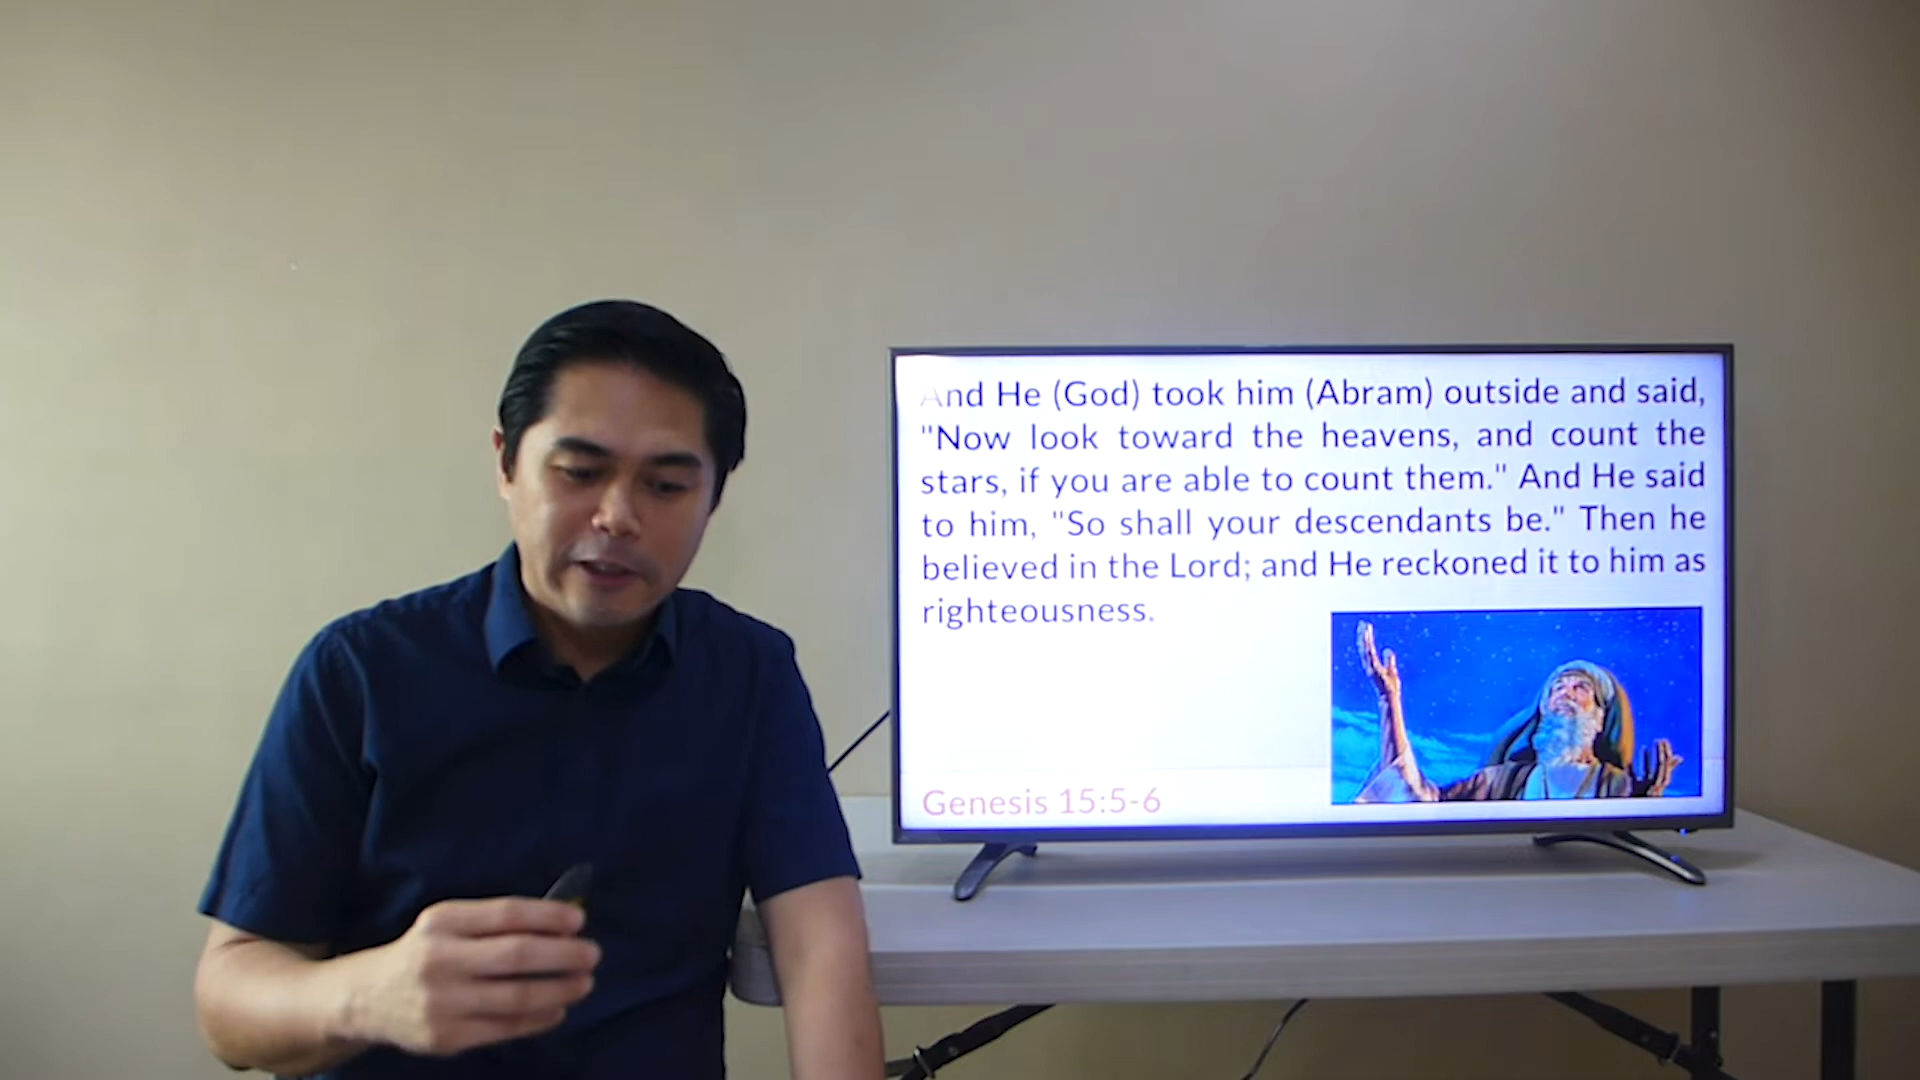 And He (God) took him (Abram) outside and said,
"Now look toward the heavens, and count the
stars, if you are able to count them." And He said
to him, "So shall your descendants be." Then he
believed in the Lord; and He reckoned it to him as
righteousness.
Genesis 15:5-6